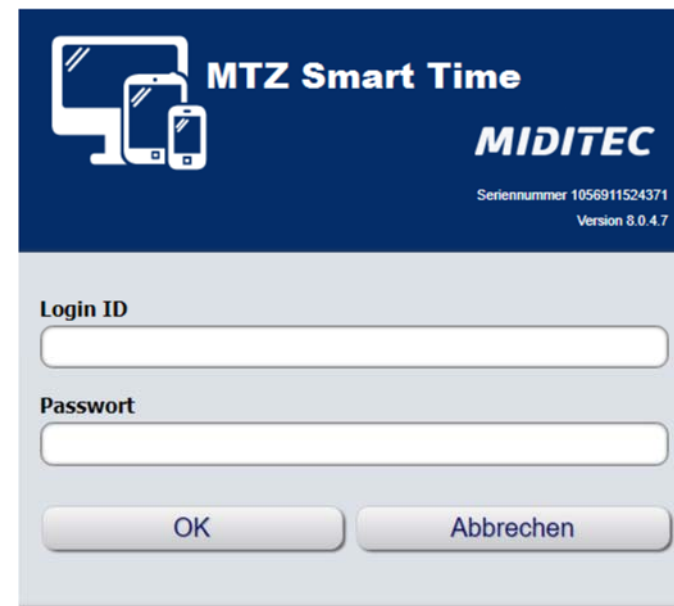 MTZ Smart Time
MIDITEC
Seriennummer 1056911524371
Version 8.0.4.7
Login ID
Passwort
OK
Abbrechen